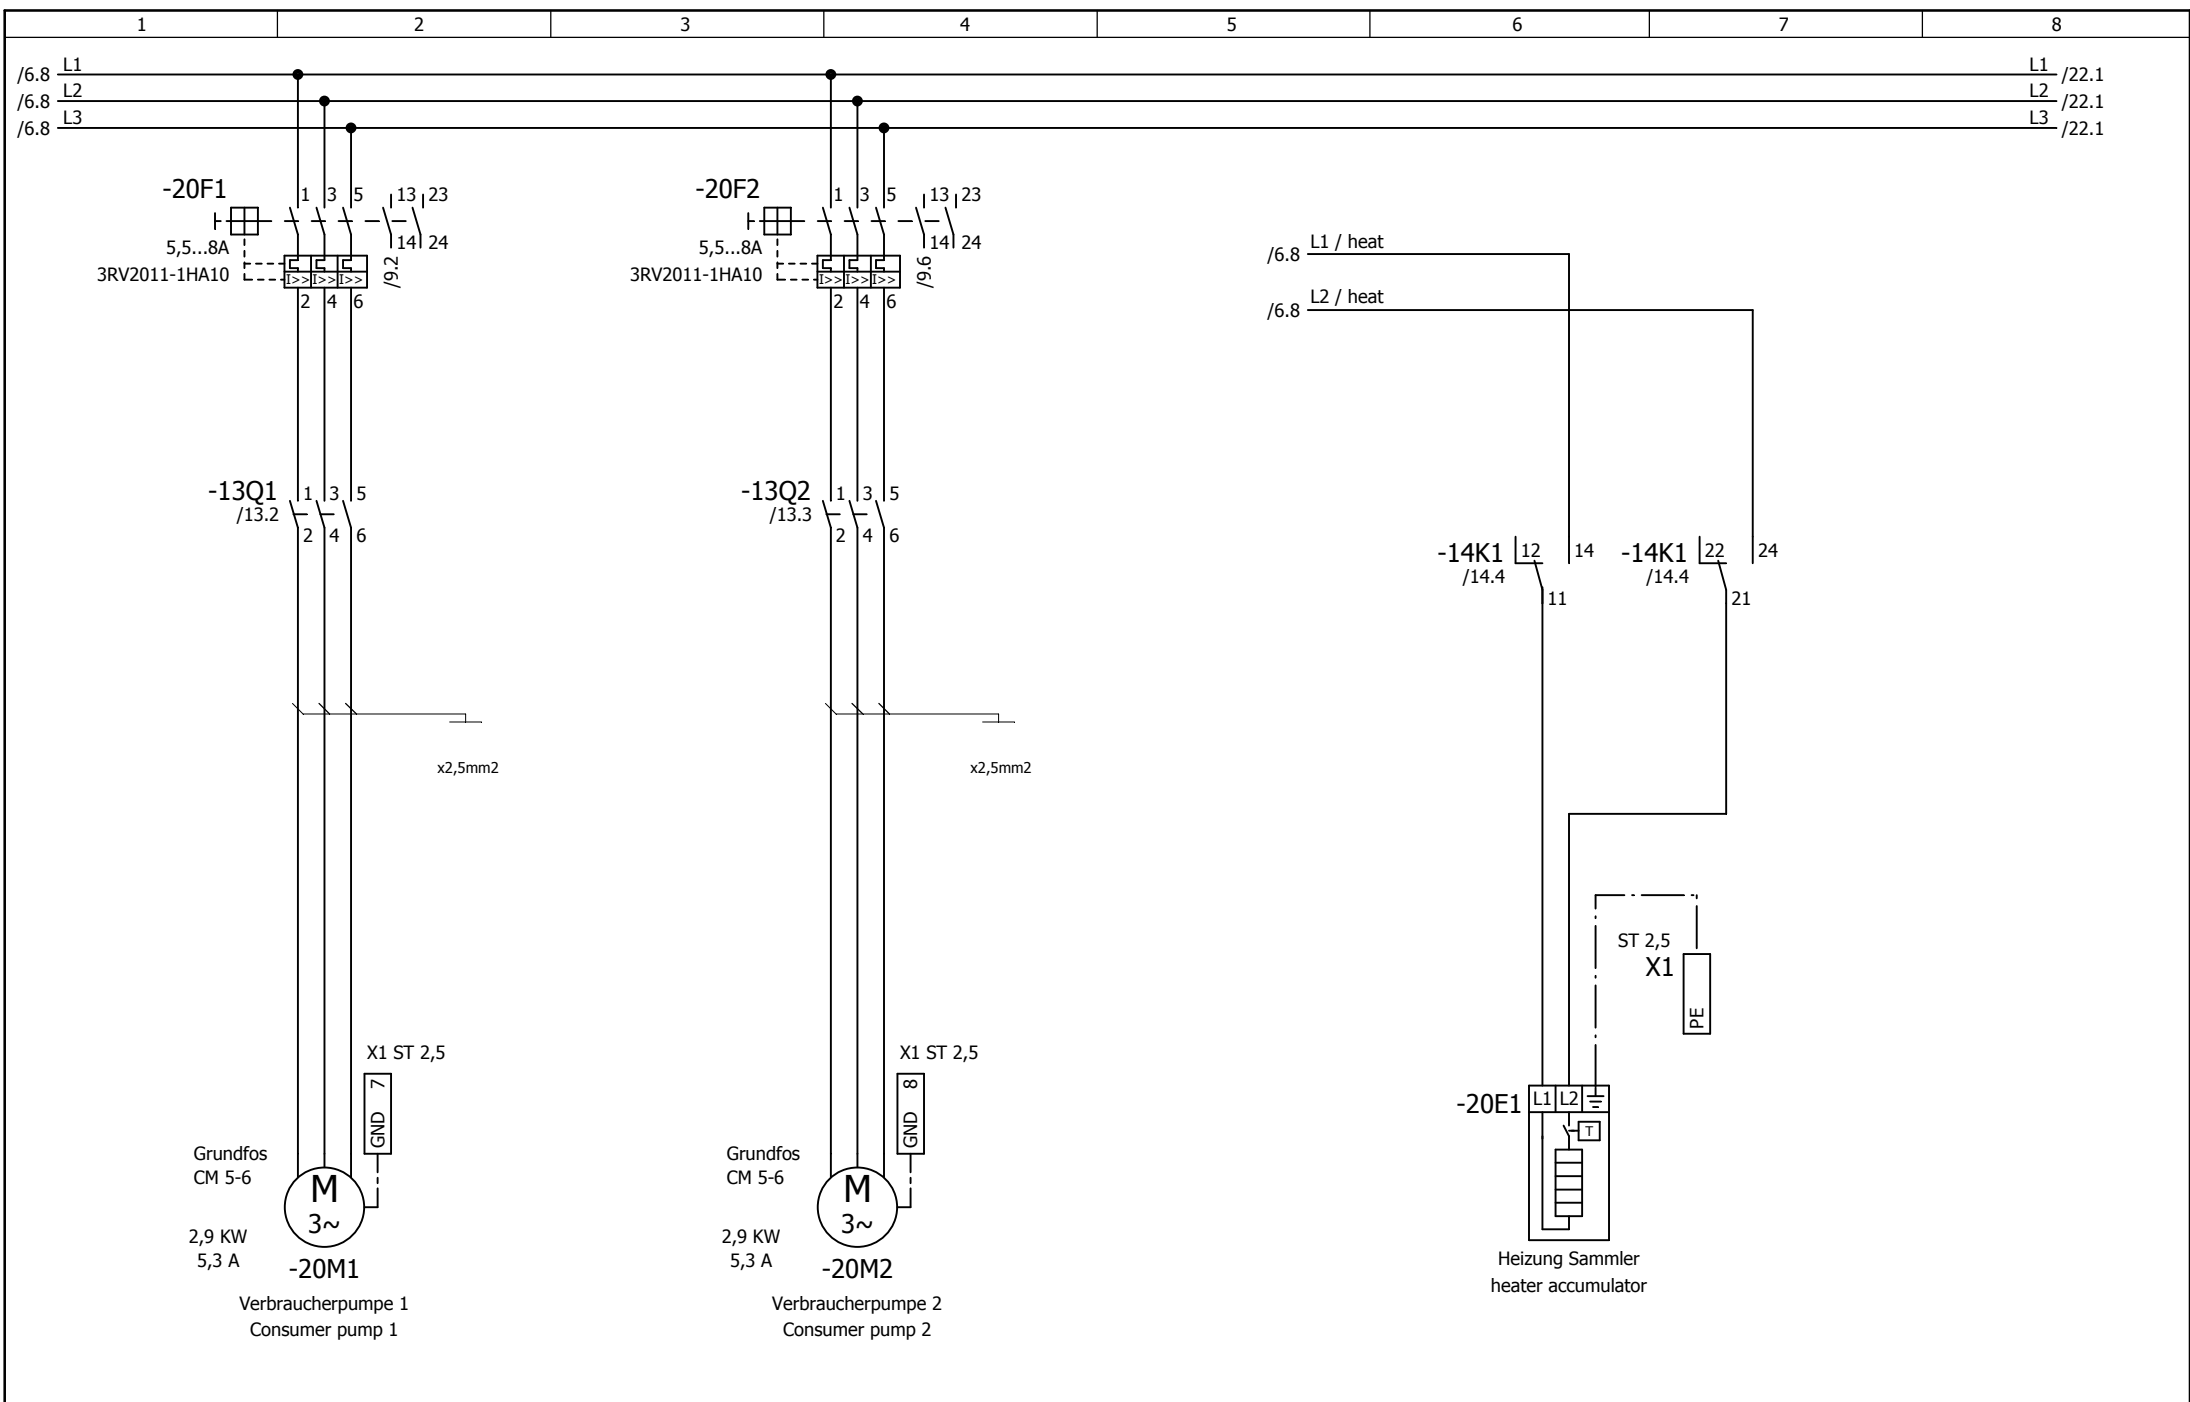 1 2 3 4 5 6 7 8
/6.8 L1 L1 /22.1
/6.8 L2 L2 /22.1
/6.8 L3 L3 /22.1
-20F1 1 3 5 13 23
14 24
5,5...8A
3RV2011-1HA10 I>> I>> I>> /9.2
2 4 6
-20F2 1 3 5 13 23
14 24
5,5...8A
3RV2011-1HA10 I>> I>> I>> /9.6
2 4 6
/6.8 L1 / heat
/6.8 L2 / heat
-13Q1 1 3 5
/13.2 2 4 6
-13Q2 1 3 5
/13.3 2 4 6
-14K1 12 14
/14.4 11
-14K1 22 24
/14.4 21
x2,5mm2
x2,5mm2
ST 2,5
X1
PE
X1 ST 2,5
GND 7
Grundfos
CM 5-6
M
3~
2,9 KW
5,3 A
-20M1
Verbraucherpumpe 1
Consumer pump 1
X1 ST 2,5
GND 8
Grundfos
CM 5-6
M
3~
2,9 KW
5,3 A
-20M2
Verbraucherpumpe 2
Consumer pump 2
-20E1 L1 L2
T
Heizung Sammler
heater accumulator